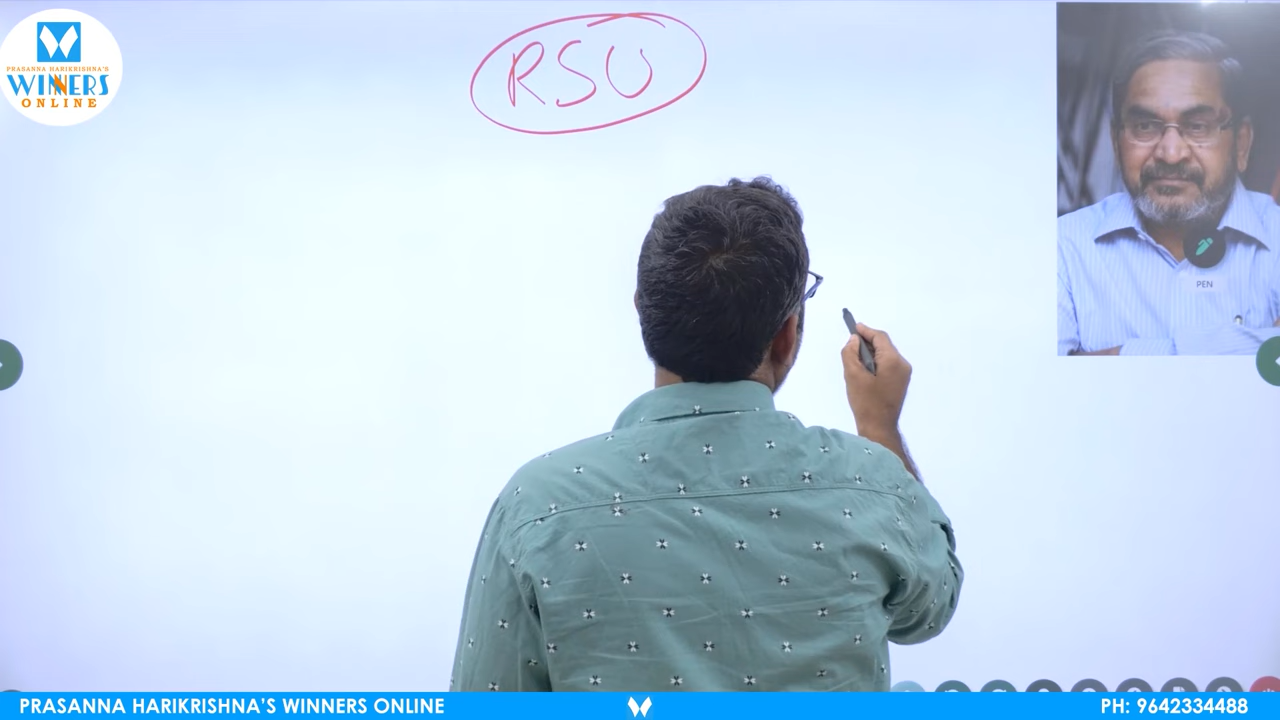 PRASANNA HARIKRISHNA'S
WINNERS
ONLINE
RSU
PEN
PRASANNA HARIKRISHNA'S WINNERS ONLINE
PH: 9642334488